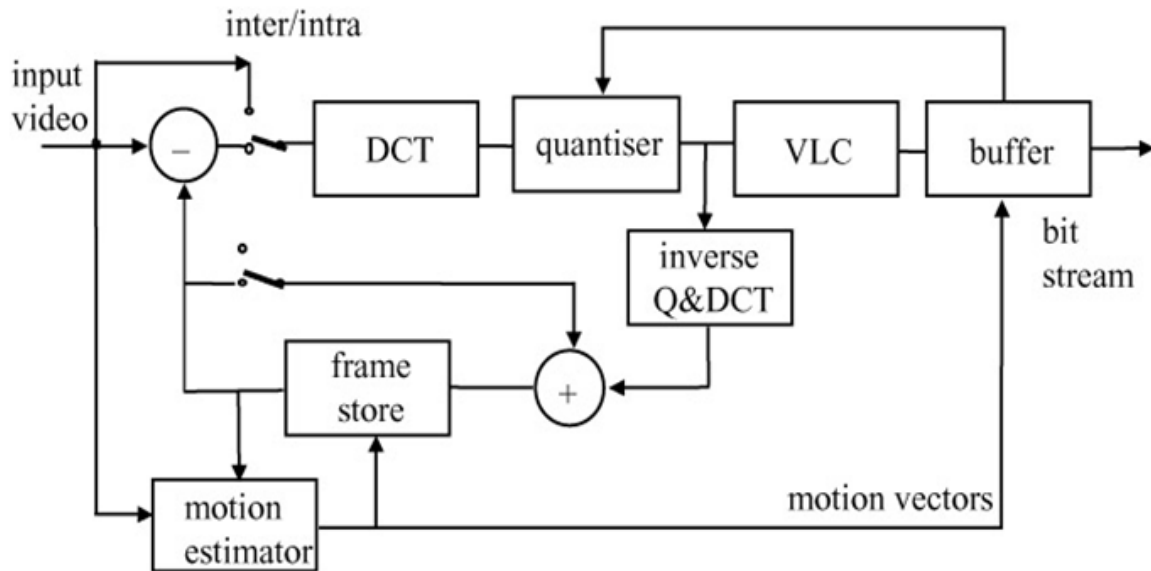 inter/intra
input
video
−
DCT
quantiser
VLC
buffer
bit
stream
inverse
Q&DCT
frame
store
+
motion vectors
motion
estimator